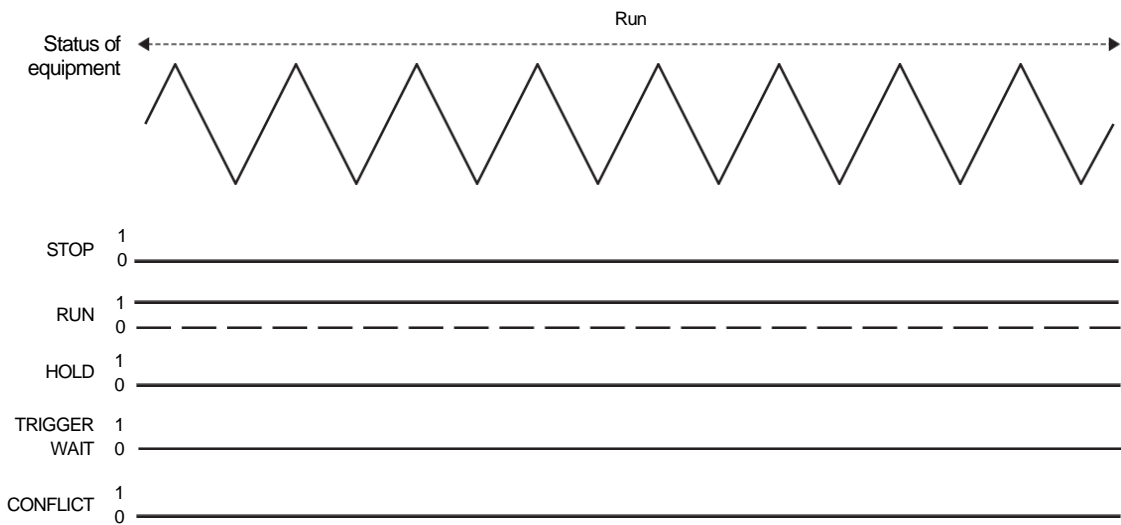 Run
Status of
equipment
STOP 1
0
RUN 1
0
HOLD 1
0
TRIGGER 1
WAIT 0
CONFLICT 1
0